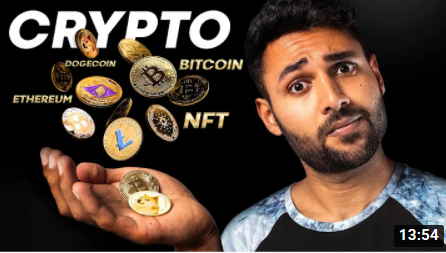 CRYPTO
DOGECOIN
BITCOIN
ETHEREUM
NFT
13:54